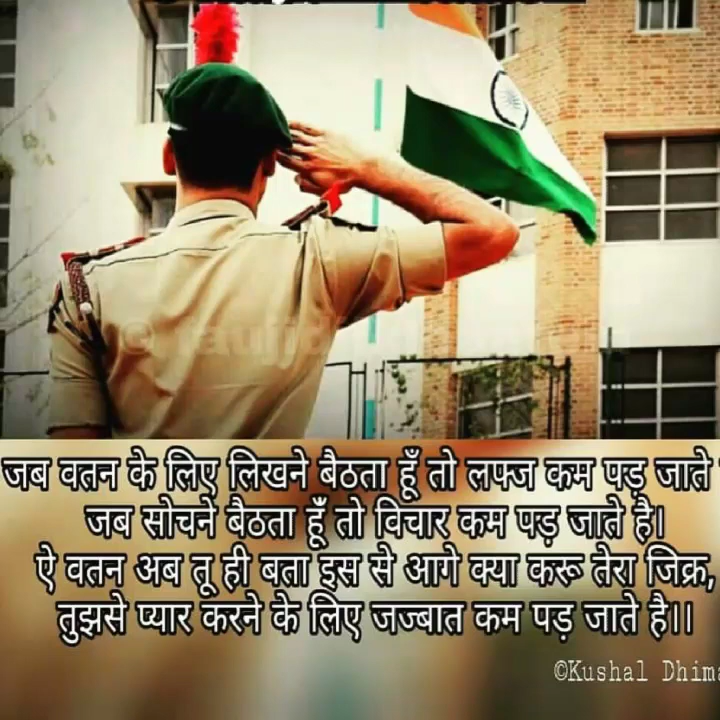 जब वतन के लिए लिखने बैठता हूँ तो लफ्ज कम पड़ जाते
जब सोचने बैठता हूँ तो विचार कम पड़ जाते है।
ऐ वतन अब तू ही बता इस से आगे क्या करू तेरा जिक्र,
तुझसे प्यार करने के लिए जज्बात कम पड़ जाते है।।
©Kushal Dhima